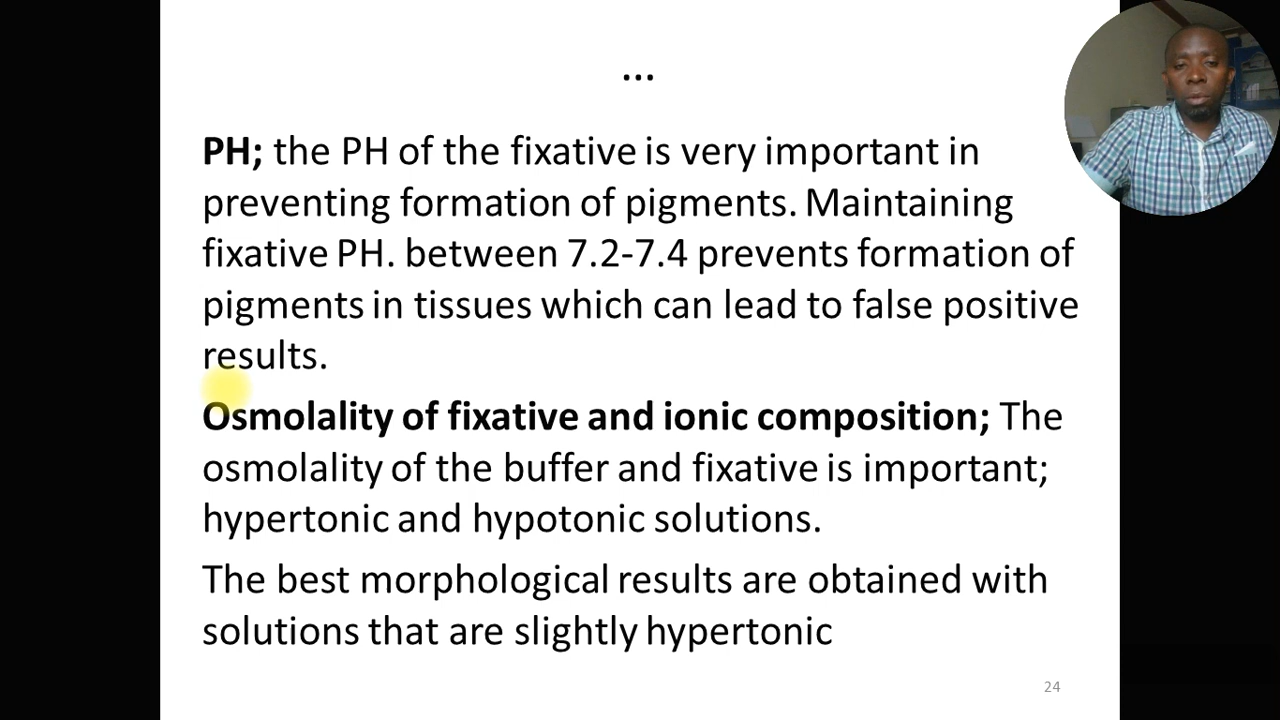 ...
PH; the PH of the fixative is very important in
preventing formation of pigments. Maintaining
fixative PH. between 7.2-7.4 prevents formation of
pigments in tissues which can lead to false positive
results.
Osmolality of fixative and ionic composition; The
osmolality of the buffer and fixative is important;
hypertonic and hypotonic solutions.
The best morphological results are obtained with
solutions that are slightly hypertonic
24